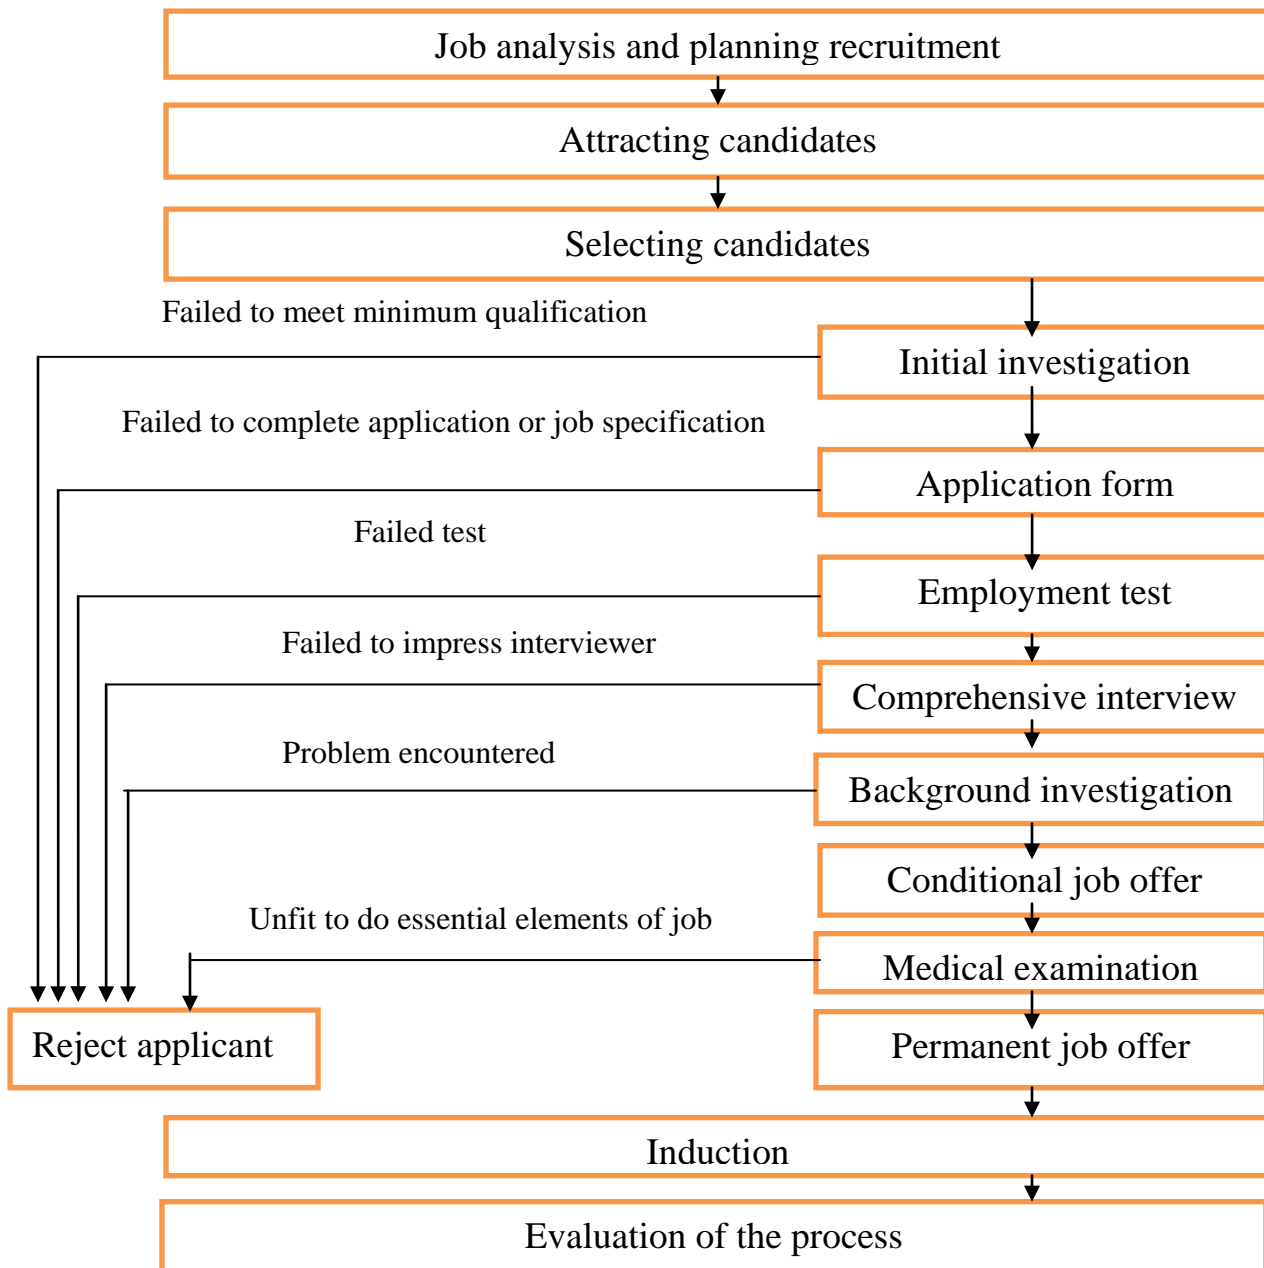 Job analysis and planning recruitment
Attracting candidates
Selecting candidates
Failed to meet minimum qualification
Initial investigation
Failed to complete application or job specification
Application form
Failed test
Employment test
Failed to impress interviewer
Comprehensive interview
Problem encountered
Background investigation
Conditional job offer
Unfit to do essential elements of job
Medical examination
Reject applicant
Permanent job offer
Induction
Evaluation of the process